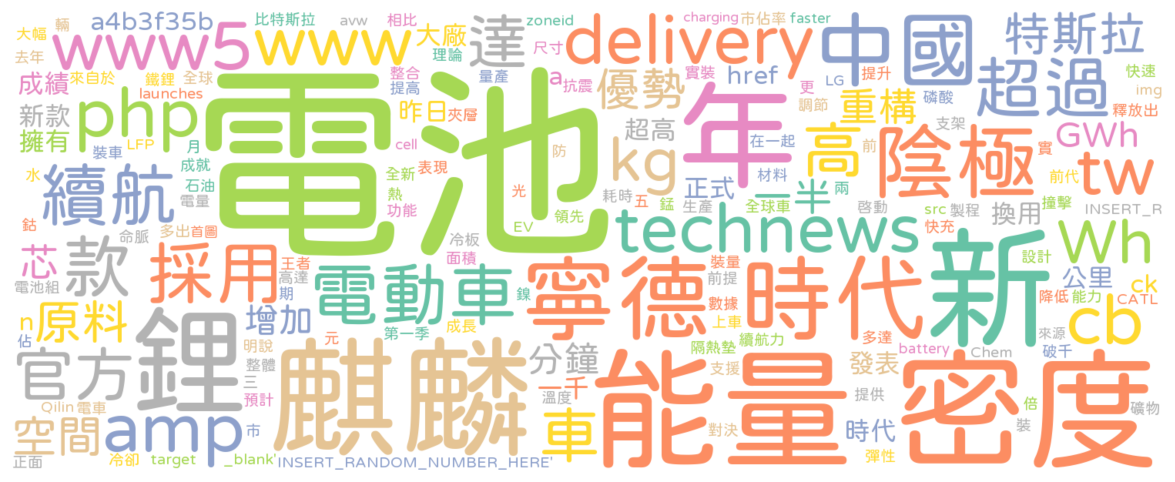 大幅 輛 a4b3f35b 比特斯拉 avw 相比 大廠 達 zoneid charging 市佔率 faster 中國 特斯拉
去年 www5 www 理論 尺寸 delivery
成績 來自於 鐵鋰 全球 整合 量產 a 抗震 實裝 href LG 提升 超過 快速
新款 launches 提高 昨日 夾層 優勢 年 更 調節 磷酸 重構 img 釋放出
擁有 php 電池 超高 支架 GWh
裝車 LFP 月 cell 防 kg 在一起 高 前 陰極 實 tw
水 續航 成就 全新 表現 材料 前代
石油 熱 光 耗時 五 正式 一半 兩 撞擊
鈷 電量 功能 領先 錳 生產 全球車 啓動 src 製程 換用 INSERT_R
命脈 多出 首圖 EV technews 快充
芯 款 採用 冷板 新 Wh
電池組 王者 電動車 面積 寧德時代 裝量 設計 公里
高達 鎳 前提 ck
n 原料 鋰 增加 期 數據 降低 能力 CATL
佔 元 第一季 成長 上車 cb
官方 明說 麒麟 分鐘 隔熱墊 續航力 多達 來源
整體 支援 能量 發表 battery Chem 破千 密度
三 一千
Qilin 電車 預計 溫度 提供 倍 礦物
空間 amp 市 車 對決 時代 裝
正面 冷卻 target _blank' INSERT_RANDOM_NUMBER_HERE' 彈性